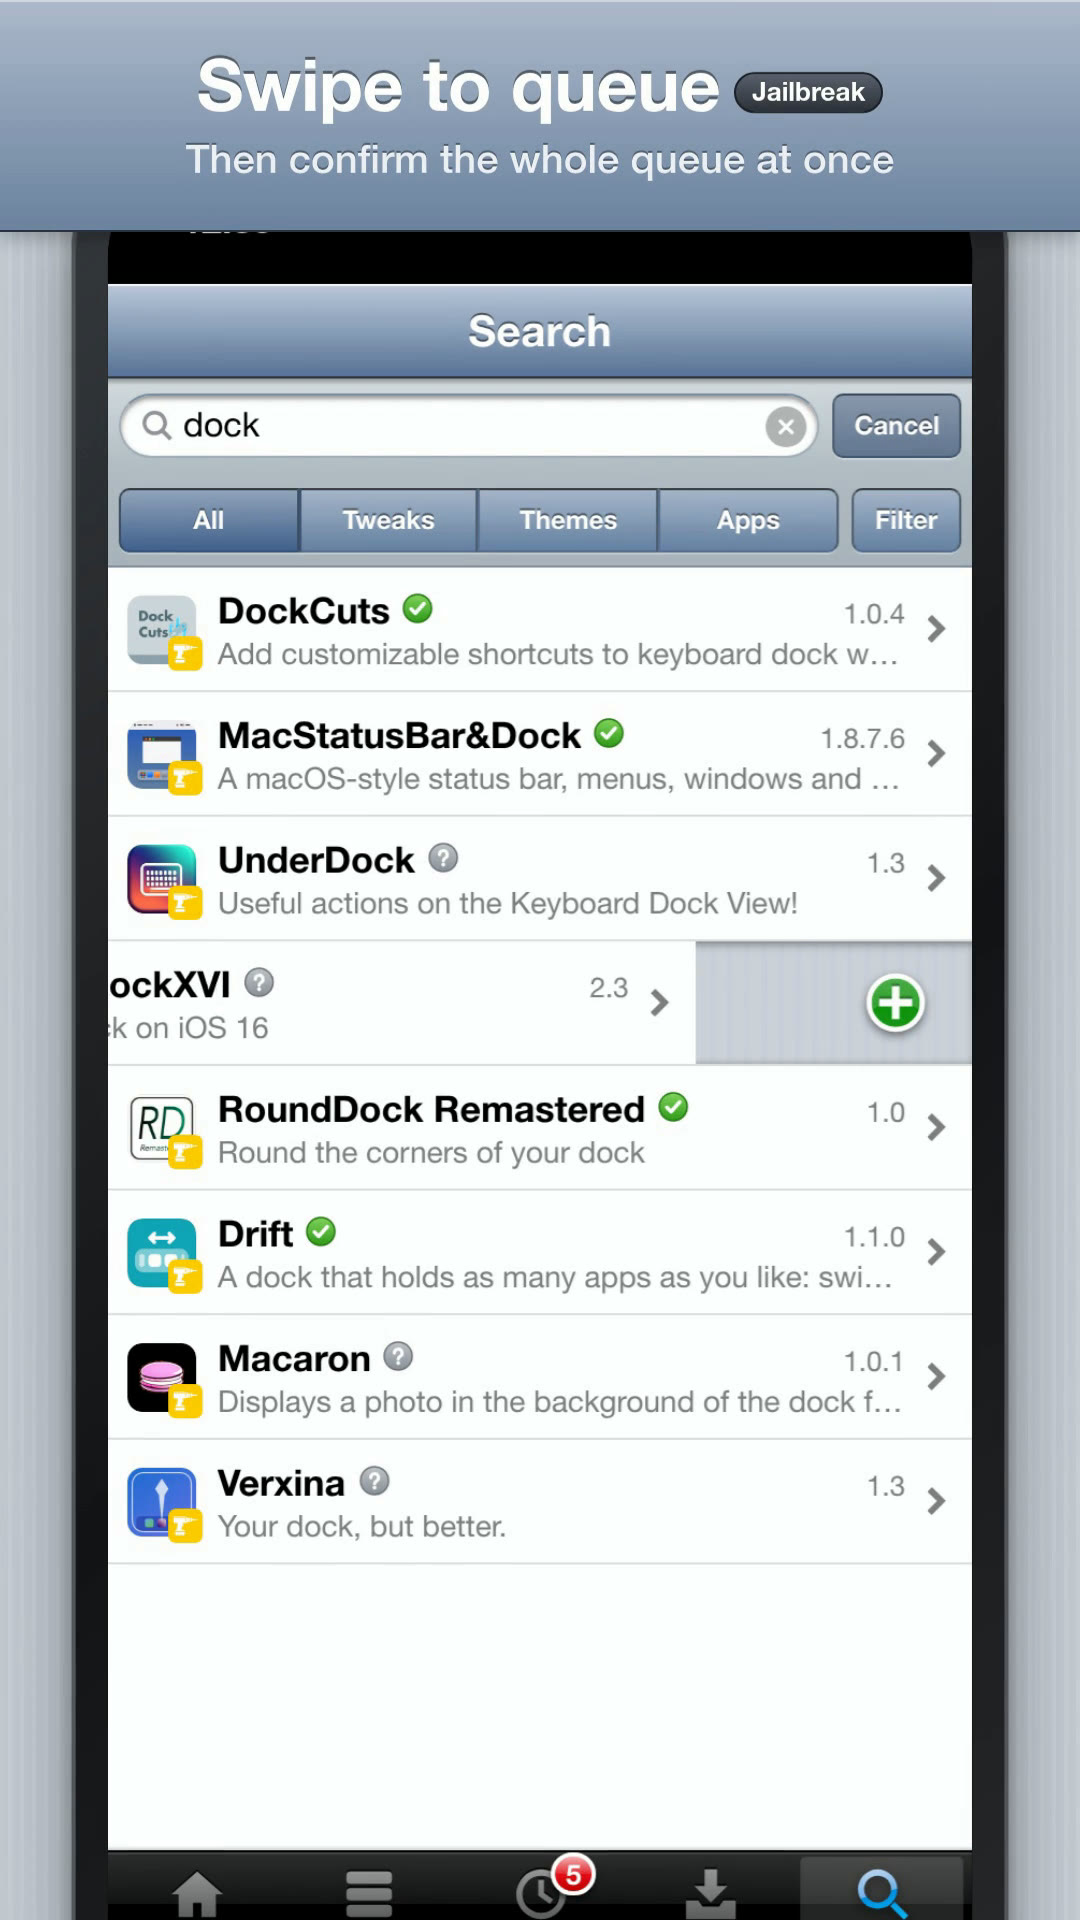 Swipe to queue Jailbreak
Then confirm the whole queue at once
Search
dock
Cancel
All Tweaks Themes Apps Filter
Dock Cuts
DockCuts 1.0.4
Add customizable shortcuts to keyboard dock w...
MacStatusBar&Dock 1.8.7.6
A macOS-style status bar, menus, windows and ...
UnderDock ? 1.3
Useful actions on the Keyboard Dock View!
ockXVI ? 2.3
k on iOS 16
RD
RoundDock Remastered 1.0
Round the corners of your dock
Drift 1.1.0
A dock that holds as many apps as you like: swi...
Macaron ? 1.0.1
Displays a photo in the background of the dock f...
Verxina ? 1.3
Your dock, but better.
5